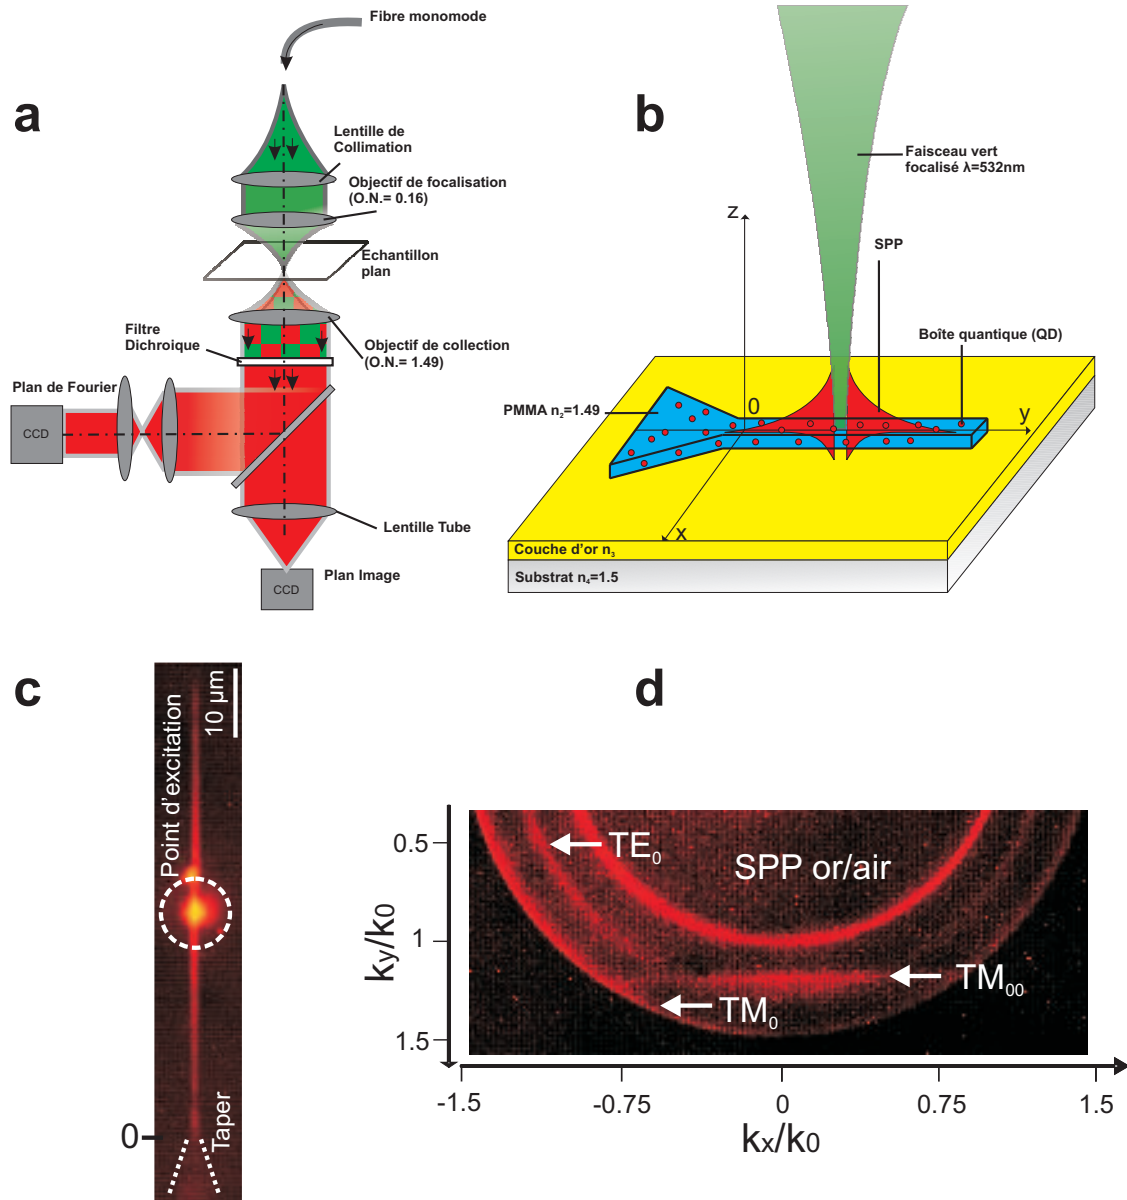 a
Fibre monomode
Lentille de
Collimation
Objectif de focalisation
(O.N.= 0.16)
Echantillon
plan
Filtre
Dichroique
Objectif de collection
(O.N.= 1.49)
Plan de Fourier
CCD
Lentille Tube
Plan Image
CCD
b
Faisceau vert
focalisé λ=532nm
z
SPP
Boîte quantique (QD)
PMMA n₂=1.49
0
y
x
Couche d'or n₃
Substrat n₄=1.5
c
Point d'excitation
10 µm
0
Taper
d
0.5
1
1.5
ky/k0
TE₀
SPP or/air
TM₀₀
TM₀
-1.5
-0.75
0
0.75
1.5
kx/k0